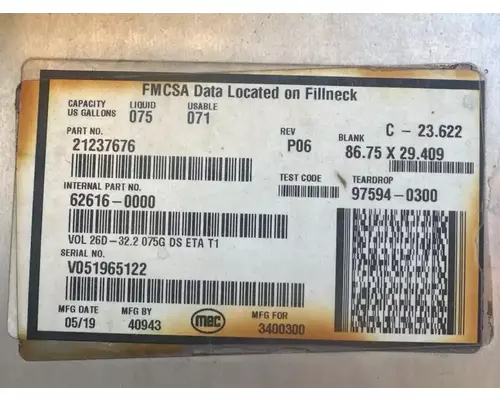 FMCSA Data Located on Fillneck
CAPACITY US GALLONS LIQUID 075 USABLE 071
PART NO.
21237676
REV
P06
BLANK C - 23.622
86.75 X 29.409
INTERNAL PART NO.
62616-0000
TEST CODE
TEARDROP
97594-0300
VOL 26D-32.2 075G DS ETA T1
SERIAL NO.
V051965122
MFG DATE
05/19
MFG BY
40943
mec
MFG FOR
3400300